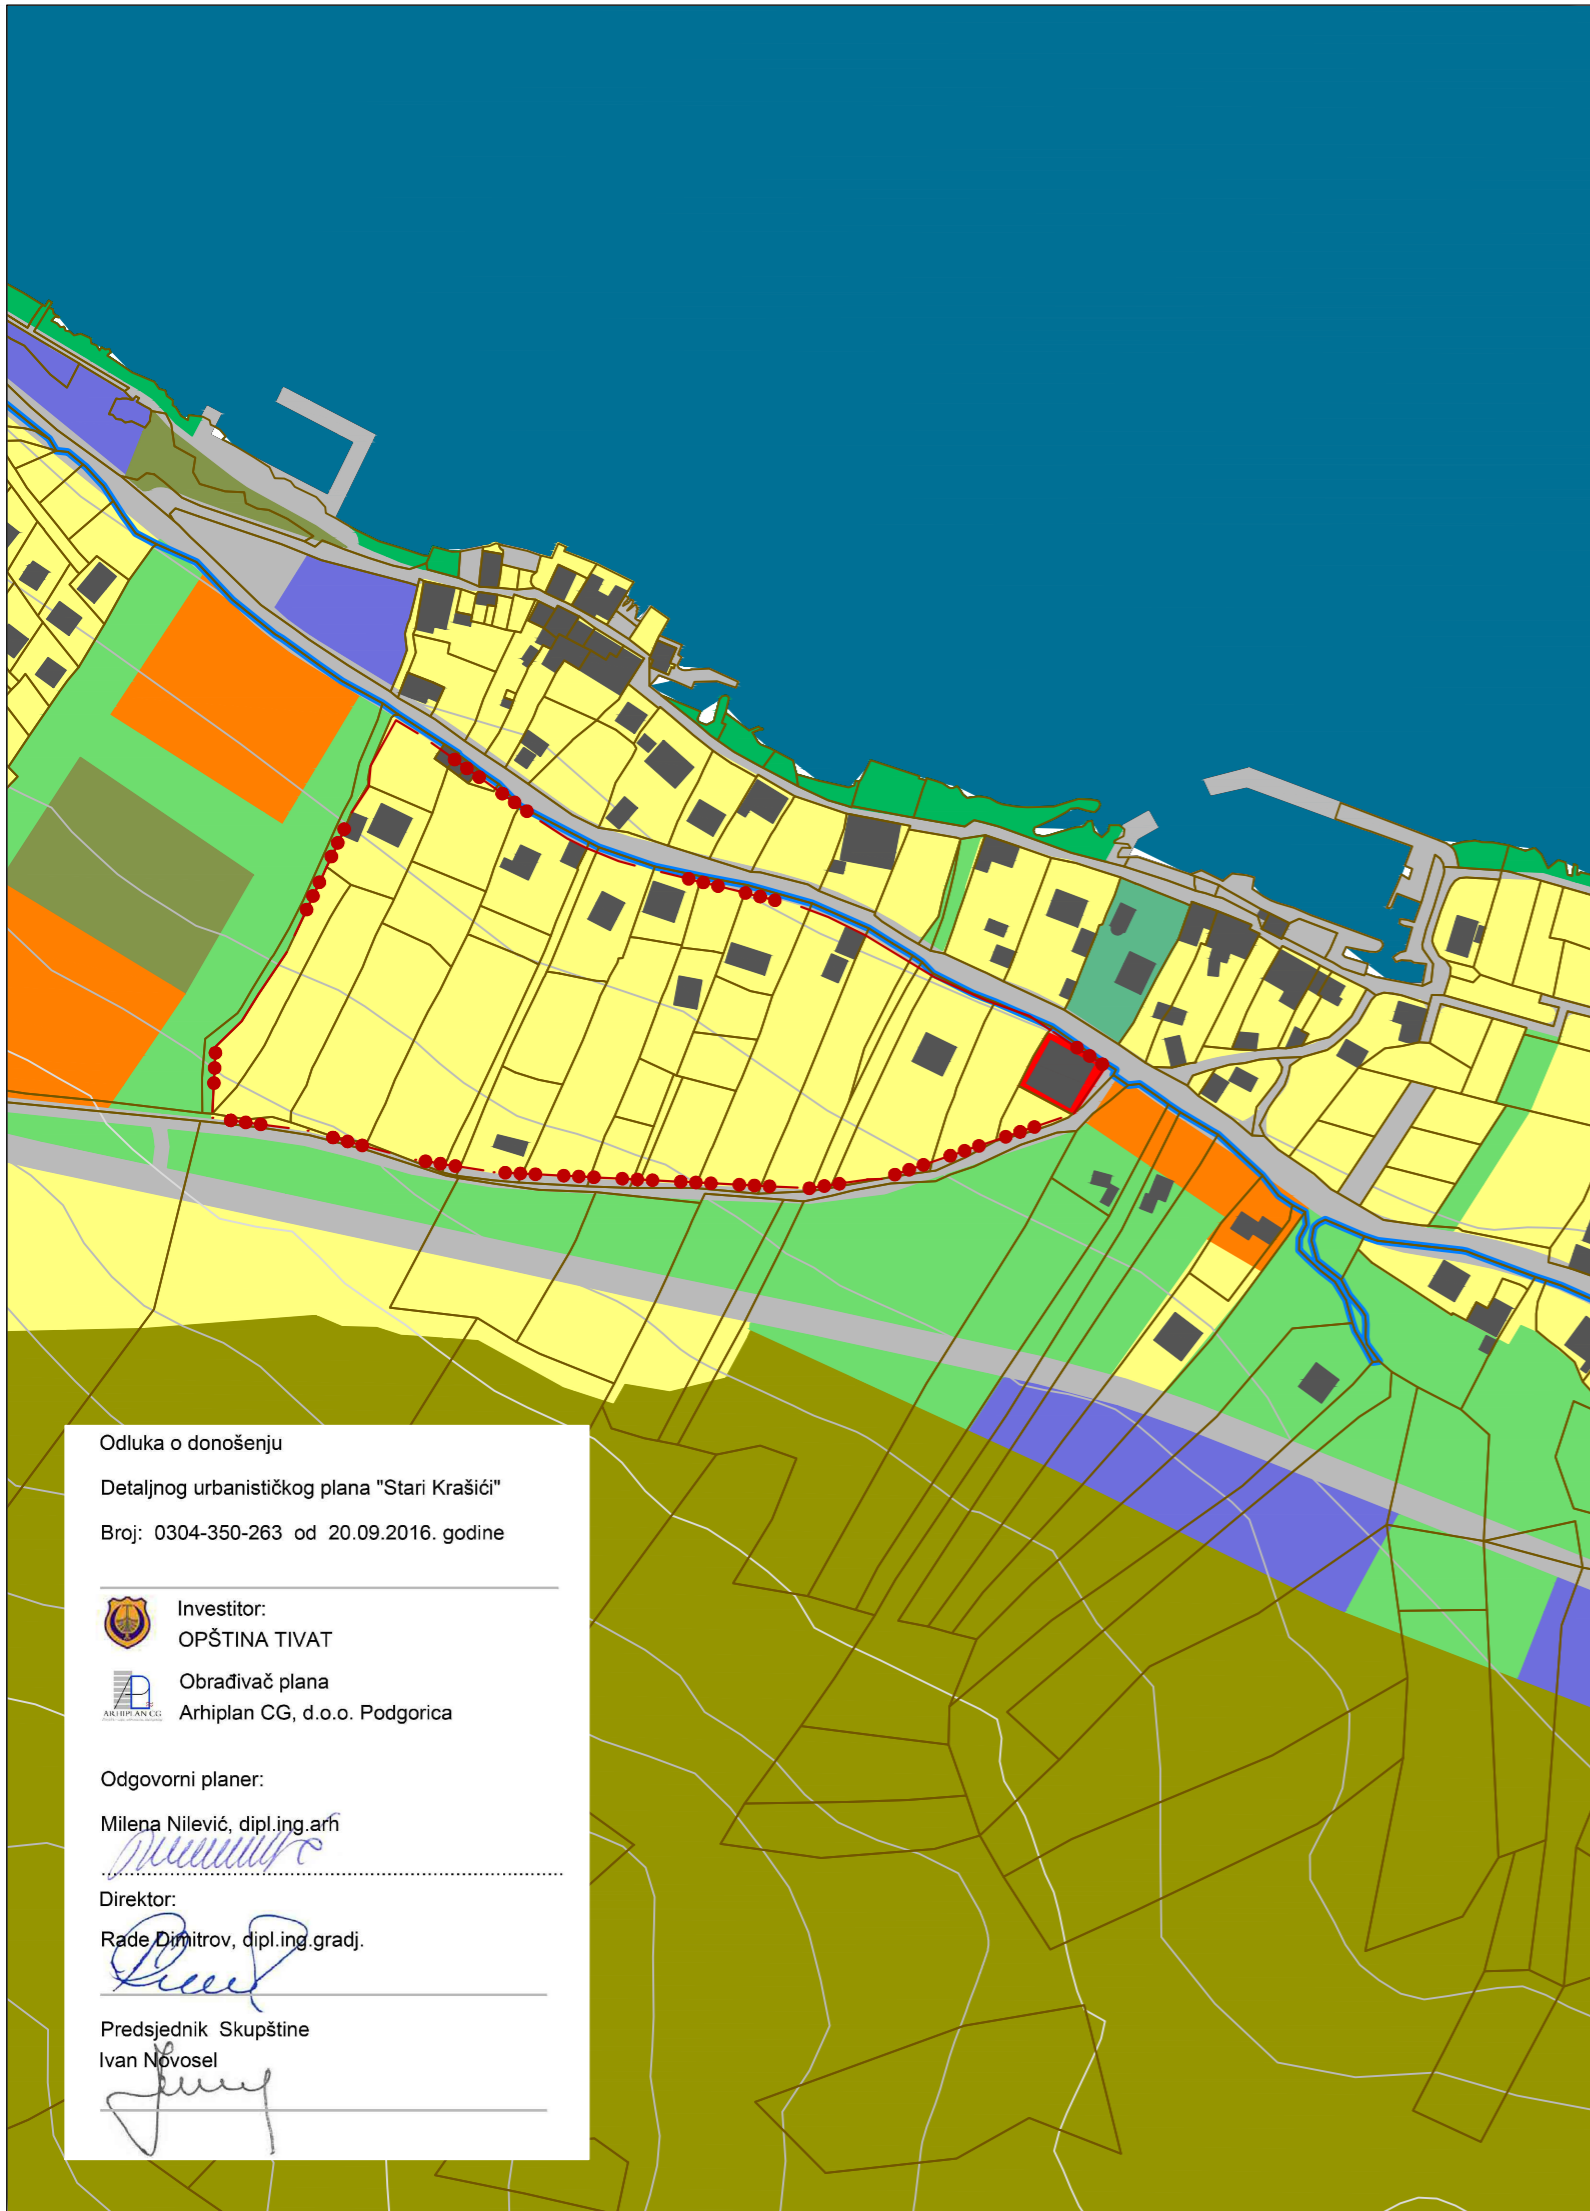 Odluka o donošenju
Detaljnog urbanističkog plana "Stari Krašići"
Broj: 0304-350-263 od 20.09.2016. godine
Investitor:
OPŠTINA TIVAT
Obrađivač plana
Arhiplan CG, d.o.o. Podgorica
ARHIPLAN CG
Odgovorni planer:
Milena Nilević, dipl.ing.arh
Direktor:
Rade Dimitrov, dipl.ing.gradj.
Predsjednik Skupštine
Ivan Novosel